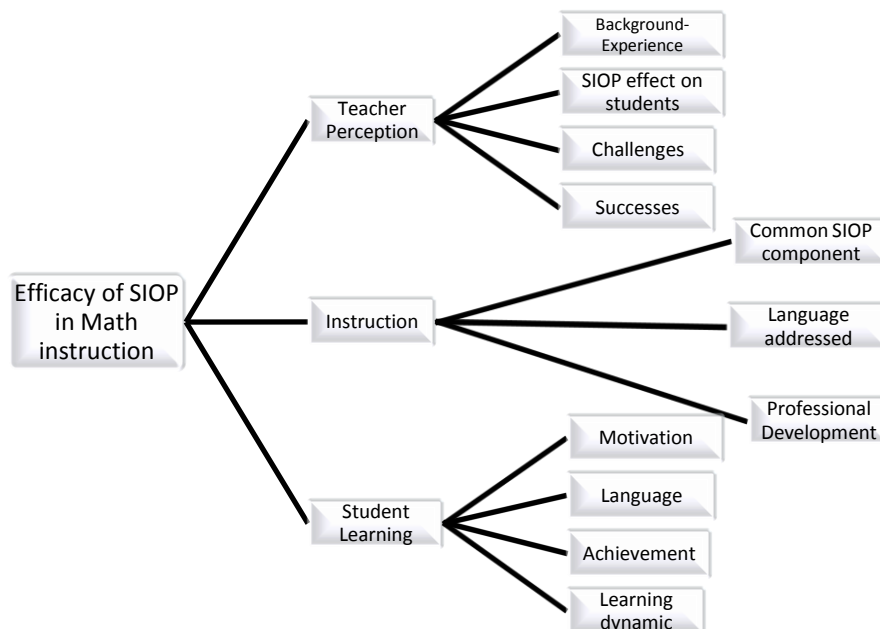 Efficacy of SIOP
in Math
instruction
Teacher
Perception
Background-
Experience
SIOP effect on
students
Challenges
Successes
Instruction
Common SIOP
component
Language
addressed
Professional
Development
Student
Learning
Motivation
Language
Achievement
Learning
dynamic